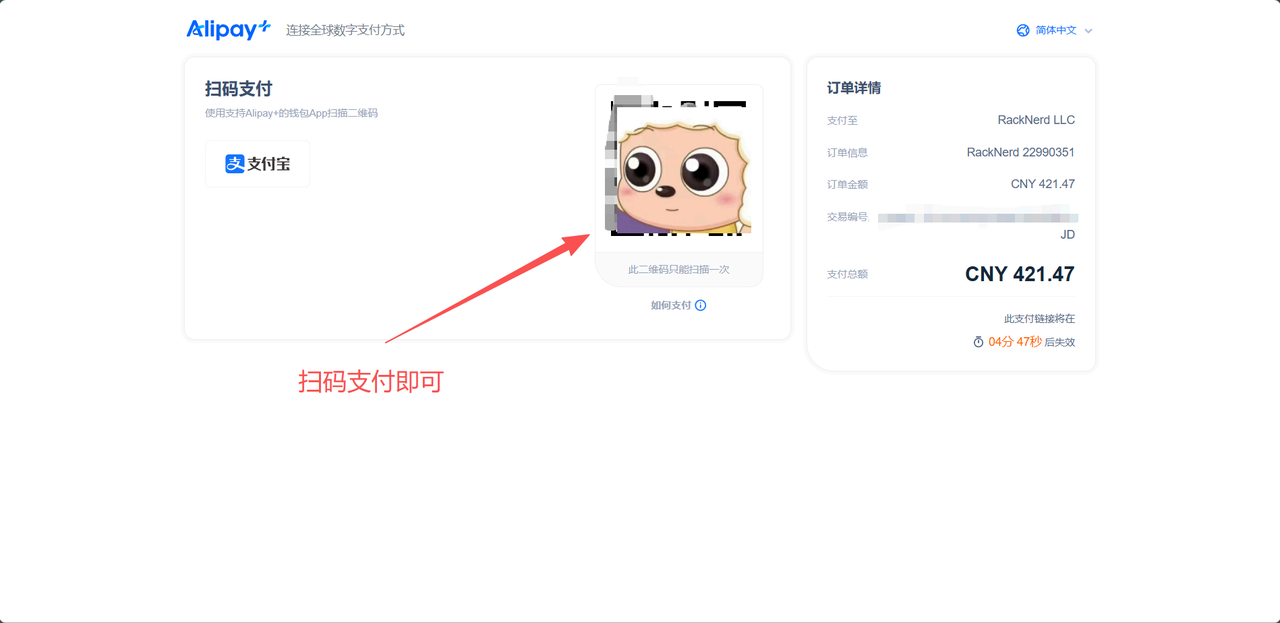 Alipay+ 连接全球数字支付方式
简体中文
扫码支付
使用支持Alipay+的钱包App扫描二维码
支 支付宝
此二维码只能扫描一次
如何支付
扫码支付即可
订单详情
支付至 RackNerd LLC
订单信息 RackNerd 22990351
订单金额 CNY 421.47
交易编号
JD
支付总额 CNY 421.47
此支付链接将在
04分 47秒 后失效